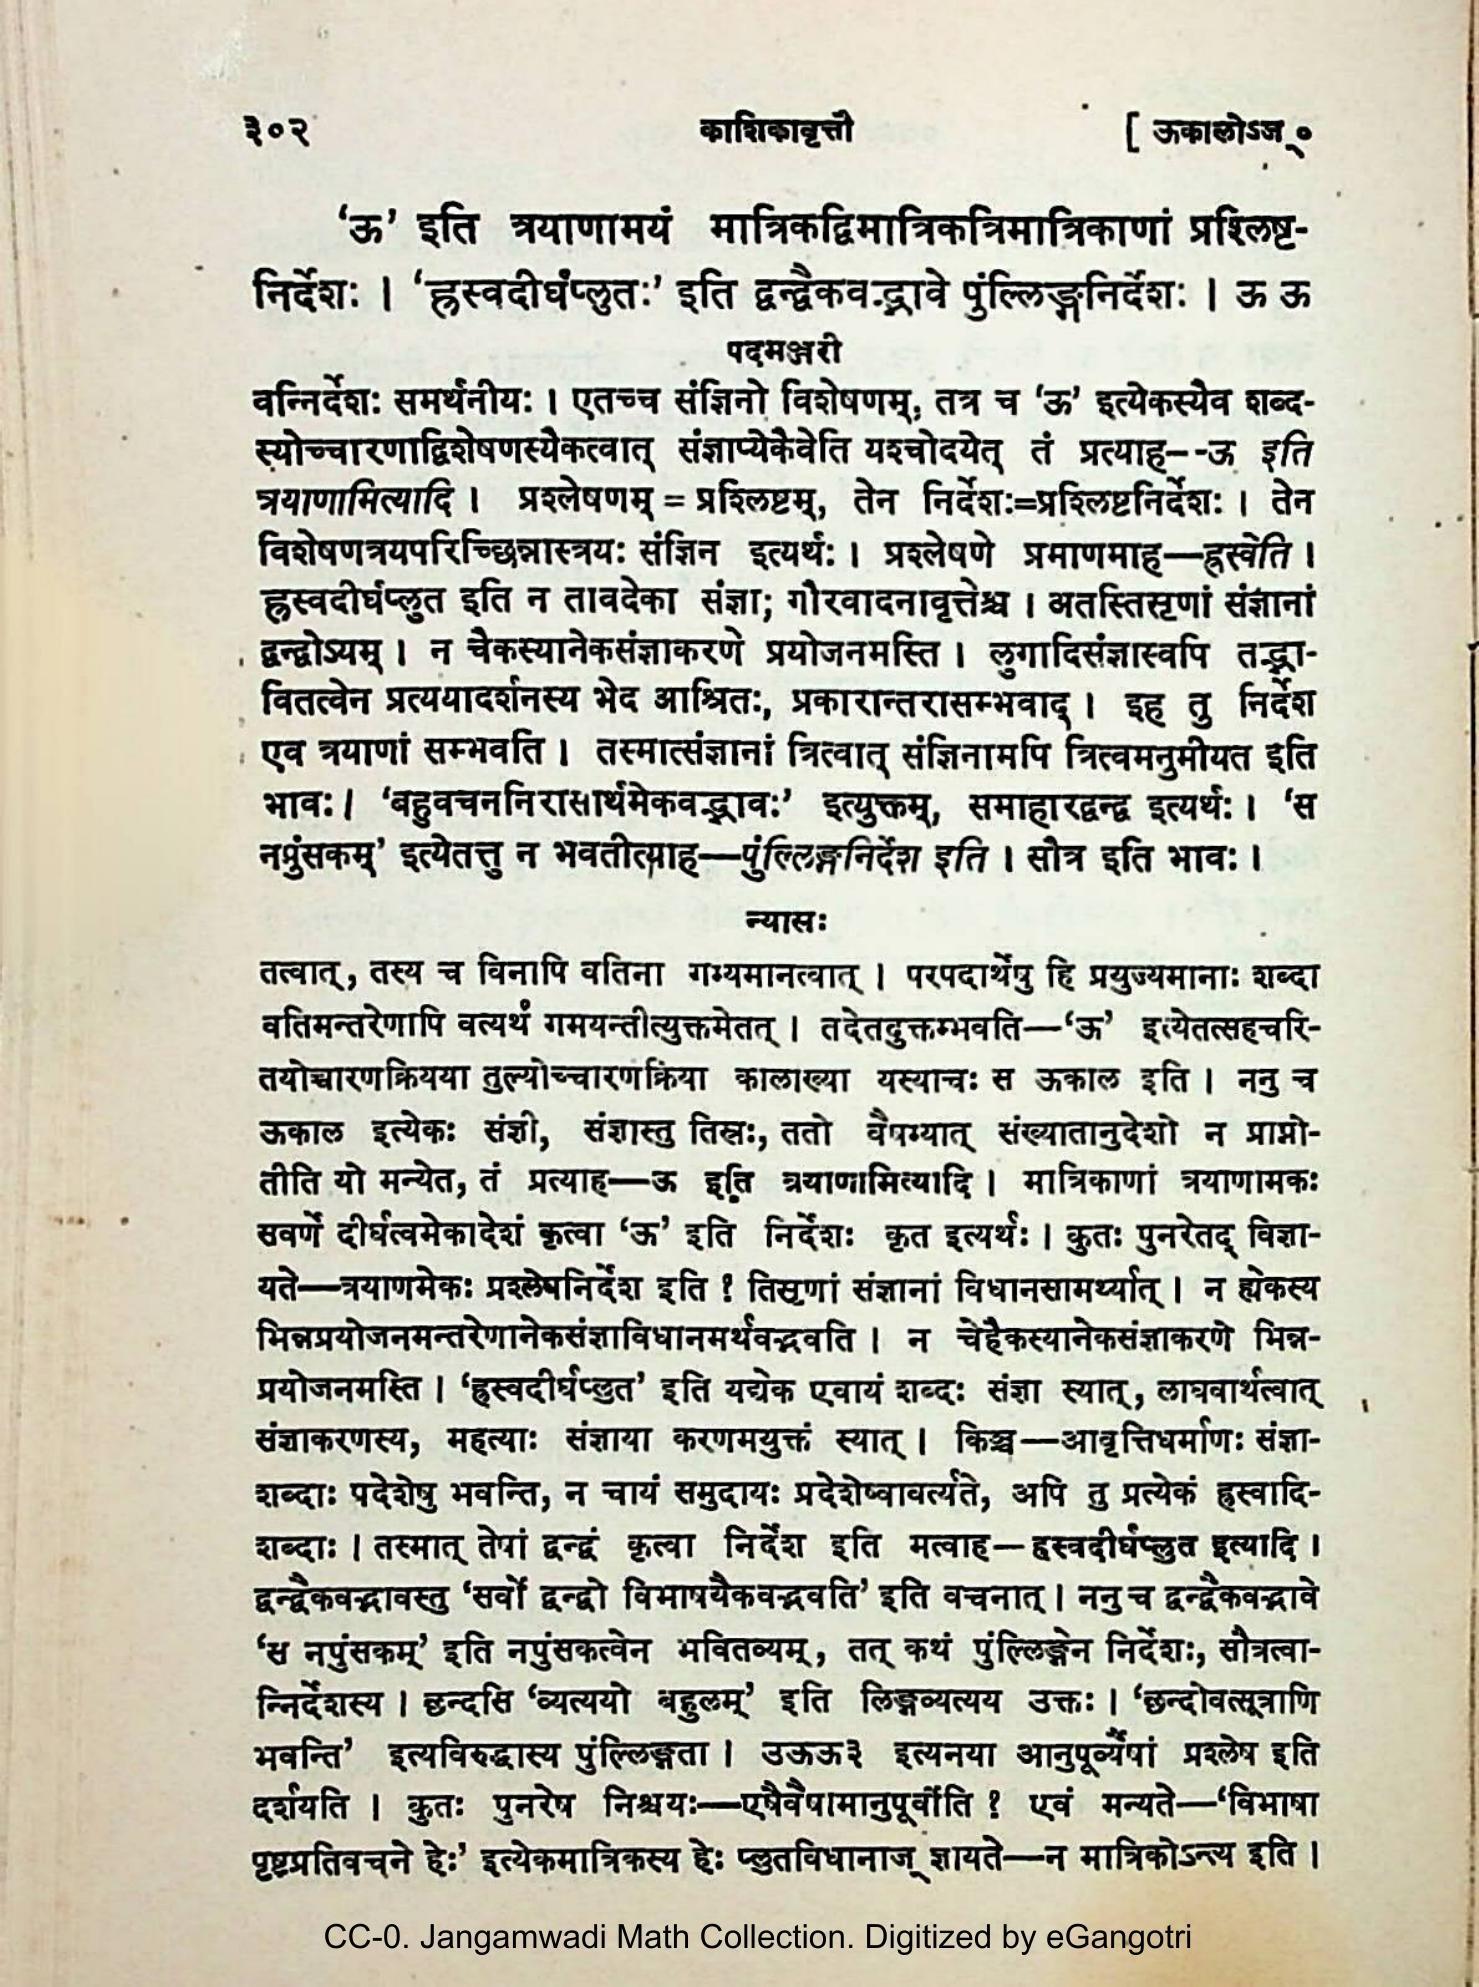 ३०२ काशिकावृत्तौ [ ऊकालोऽज्०
‘ऊ’ इति त्रयाणामयं मात्रिकद्विमात्रिकत्रिमात्रिकाणां प्रश्लिष्ट-
निर्देशः । ‘ह्रस्वदीर्घप्लुतः’ इति द्वन्द्वैकवद्भावे पुंल्लिङ्गनिर्देशः । ऊ ऊ
पदमञ्जरी
वन्निर्देशः समर्थनीयः । एतच्च संज्ञिनो विशेषणम्, तत्र च ‘ऊ’ इत्येकस्यैव शब्द-
स्योच्चारणाद्विशेषणस्यैकत्वात् संज्ञाप्येकैवेति यश्चोदयेत् तं प्रत्याह--ऊ इति
त्रयाणामित्यादि । प्रश्लेषणम् = प्रश्लिष्टम्, तेन निर्देशः=प्रश्लिष्टनिर्देशः । तेन
विशेषणत्रयपरिच्छिन्नास्त्रयः संज्ञिन इत्यर्थः । प्रश्लेषणे प्रमाणमाह—ह्रस्वेति ।
ह्रस्वदीर्घप्लुत इति न तावदेका संज्ञा; गौरवादनावृत्तेश्च । अतस्तिसृणां संज्ञानां
द्वन्द्वोऽयम् । न चैकस्यानेकसंज्ञाकरणे प्रयोजनमस्ति । लुगादिसंज्ञास्वपि तद्भा-
वितत्वेन प्रत्ययादर्शनस्य भेद आश्रितः, प्रकारान्तरासम्भवाद् । इह तु निर्देश
एव त्रयाणां सम्भवति । तस्मात्संज्ञानां त्रित्वात् संज्ञिनामपि त्रित्वमनुमीयत इति
भावः । ‘बहुवचननिरासार्थमेकवद्भावः’ इत्युक्तम्, समाहारद्वन्द्व इत्यर्थः । ‘स
नपुंसकम्’ इत्येतत्तु न भवतीत्याह—पुंल्लिङ्गनिर्देश इति । सौत्र इति भावः ।
न्यासः
तत्वात्, तस्य च विनापि वतिना गम्यमानत्वात् । परपदार्थेषु हि प्रयुज्यमानाः शब्दा
वतिमन्तरेणापि वत्यर्थं गमयन्तीत्युक्तमेतत् । तदेतदुक्तम्भवति—‘ऊ’ इत्येतत्सहचरि-
तयोच्चारणक्रियया तुल्योच्चारणक्रिया कालाख्या यस्याचः स ऊकाल इति । ननु च
ऊकाल इत्येकः संज्ञी, संज्ञास्तु तिस्रः, ततो वैषम्यात् संख्यातानुदेशो न प्राप्नो-
तीति यो मन्येत, तं प्रत्याह—ऊ इति त्रयाणामित्यादि । मात्रिकाणां त्रयाणामकः
सवर्णे दीर्घत्वमेकादेशं कृत्वा ‘ऊ’ इति निर्देशः कृत इत्यर्थः । कुतः पुनरेतद् विज्ञा-
यते—त्रयाणमेकः प्रश्लेषनिर्देश इति ? तिसृणां संज्ञानां विधानसामर्थ्यात् । न ह्येकस्य
भिन्नप्रयोजनमन्तरेणानेकसंज्ञाविधानमर्थवद्भवति । न चेहैकस्यानेकसंज्ञाकरणे भिन्न-
प्रयोजनमस्ति । ‘ह्रस्वदीर्घप्लुत’ इति यद्येक एवायं शब्दः संज्ञा स्यात्, लाघवार्थत्वात्
संज्ञाकरणस्य, महत्याः संज्ञाया करणमयुक्तं स्यात् । किञ्च—आवृत्तिधर्माणः संज्ञा-
शब्दाः पदेशेषु भवन्ति, न चायं समुदायः प्रदेशेष्वावर्त्यते, अपि तु प्रत्येकं ह्रस्वादि-
शब्दाः । तस्मात् तेषां द्वन्द्वं कृत्वा निर्देश इति मत्वाह—ह्रस्वदीर्घप्लुत इत्यादि ।
द्वन्द्वैकवद्भावस्तु ‘सर्वो द्वन्द्वो विभाषयैकवद्भवति’ इति वचनात् । ननु च द्वन्द्वैकवद्भावे
‘स नपुंसकम्’ इति नपुंसकत्वेन भवितव्यम्, तत् कथं पुंल्लिङ्गेन निर्देशः, सौत्रत्वा-
न्निर्देशस्य । छन्दसि ‘व्यत्ययो बहुलम्’ इति लिङ्गव्यत्यय उक्तः । ‘छन्दोवत्सूत्राणि
भवन्ति’ इत्यविरुद्धास्य पुंल्लिङ्गता । उऊऊ३ इत्यनया आनुपूर्व्यैषां प्रश्लेष इति
दर्शयति । कुतः पुनरेष निश्चयः—एषैवैषामानुपूर्वीति ? एवं मन्यते—‘विभाषा
पृष्टप्रतिवचने हेः’ इत्येकमात्रिकस्य हेः प्लुतविधानाज् ज्ञायते—न मात्रिकोऽन्त्य इति ।
CC-0. Jangamwadi Math Collection. Digitized by eGangotri